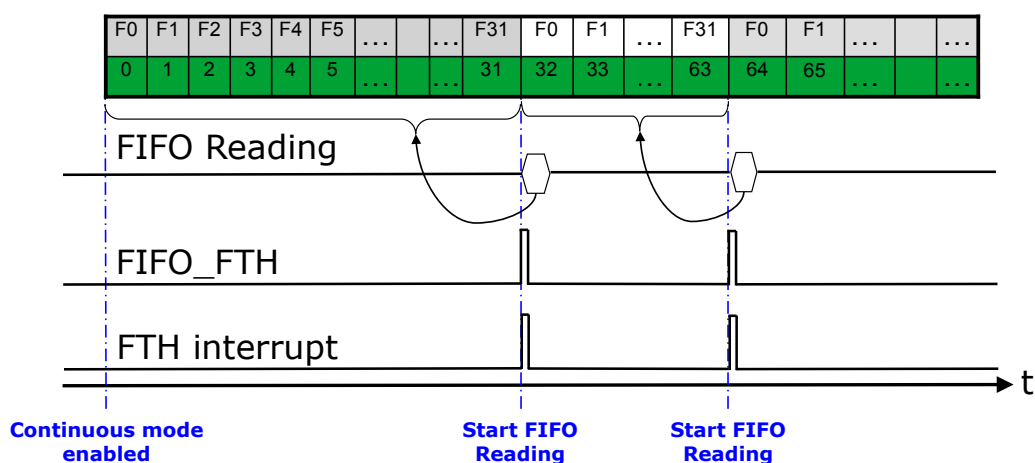 F0 F1 F2 F3 F4 F5 ... ... F31 F0 F1 ... F31 F0 F1 ... ...
0 1 2 3 4 5 ... ... 31 32 33 ... 63 64 65 ... ...
FIFO Reading
FIFO_FTH
FTH interrupt
t
Continuous mode
enabled
Start FIFO
Reading
Start FIFO
Reading